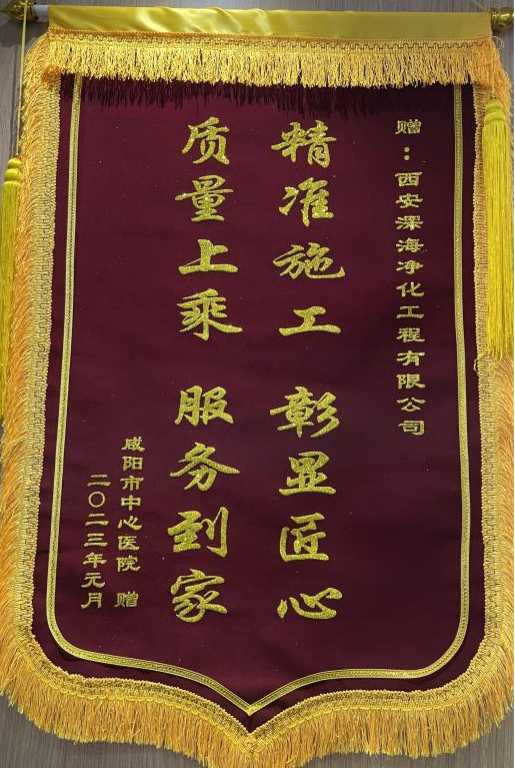 赠：西安深海净化工程有限公司
精准施工 彰显匠心
质量上乘 服务到家
咸阳市中心医院 赠
二〇二三年元月